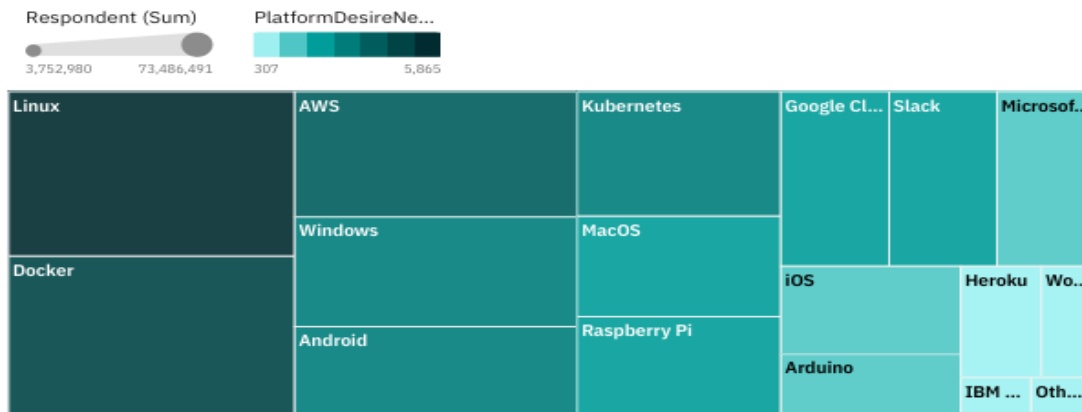 Respondent (Sum)
3,752,980 73,486,491
PlatformDesireNe...
307 5,865
Linux
Docker
AWS
Windows
Android
Kubernetes
MacOS
Raspberry Pi
Google Cl...
Slack
Microsof..
iOS
Arduino
Heroku
Wo..
IBM ...
Oth...